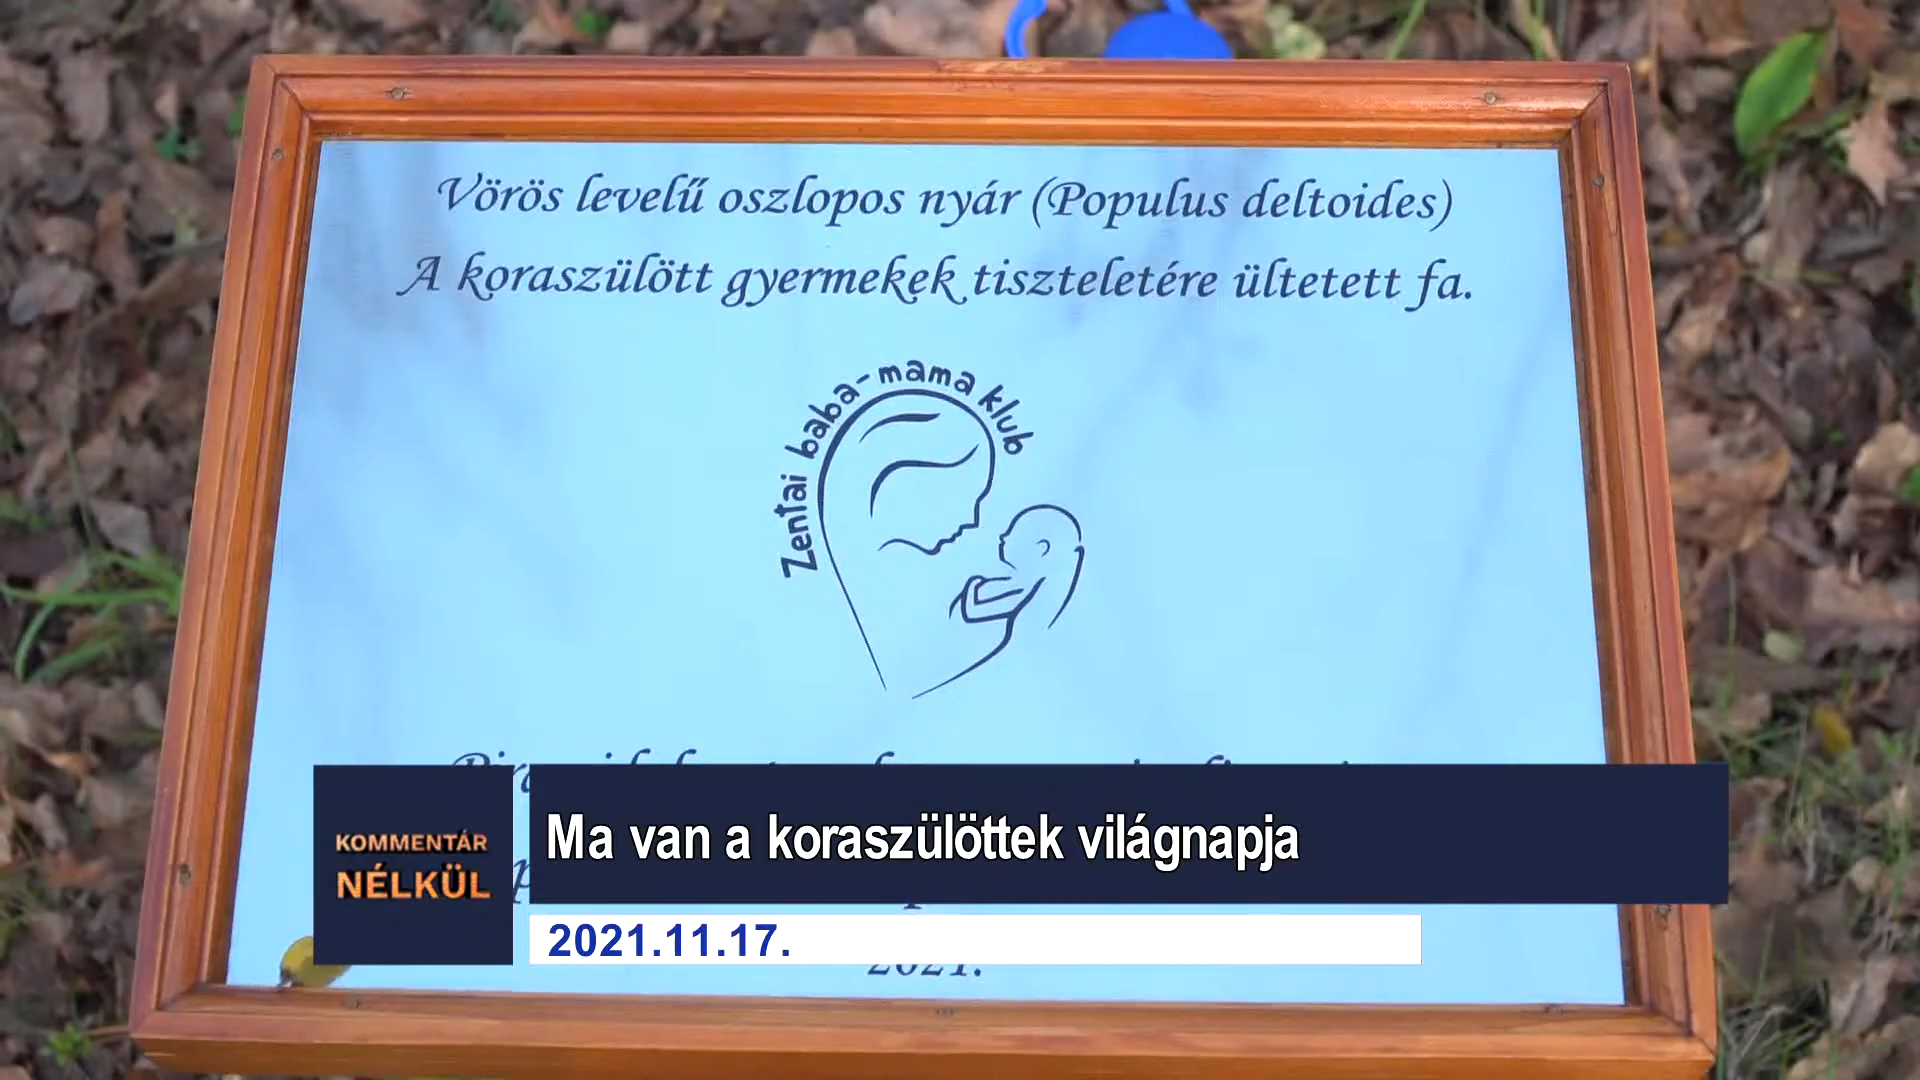 Vörös levelű oszlopos nyár (Populus deltoides)
A koraszülött gyermekek tiszteletére ültetett fa.
Zentai baba-mama klub
KOMMENTÁR
NÉLKÜL
Ma van a koraszülöttek világnapja
2021.11.17.
2021.